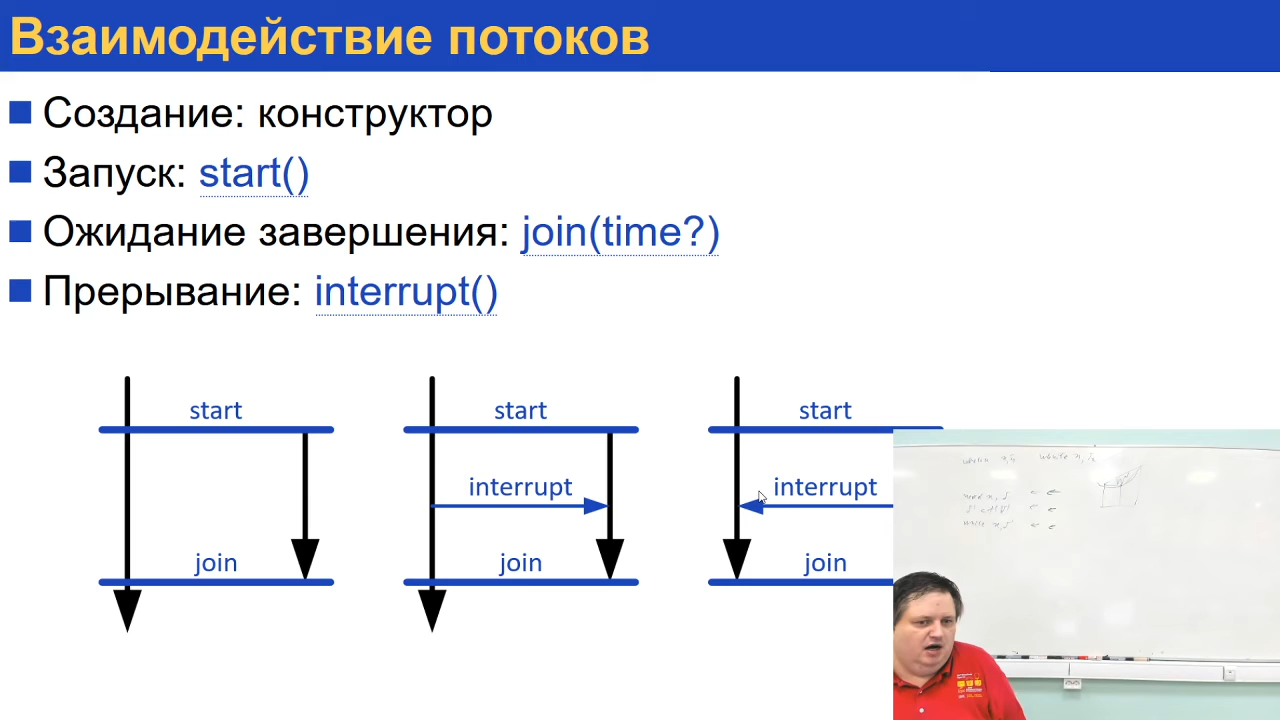 Взаимодействие потоков
Создание: конструктор
Запуск: start()
Ожидание завершения: join(time?)
Прерывание: interrupt()
start
start
start
interrupt
interrupt
join
join
join